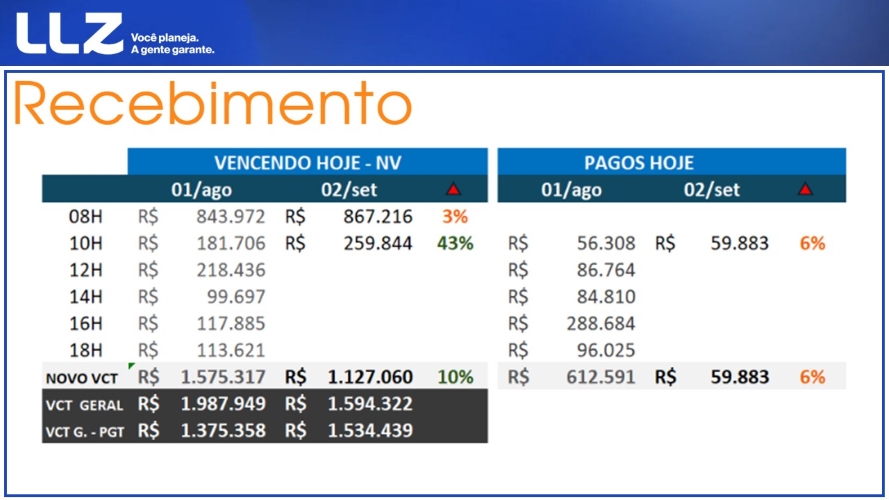 LLZ Você planeja.
A gente garante.
Recebimento
VENCENDO HOJE - NV PAGOS HOJE
01/ago 02/set 01/ago 02/set
08H R$ 843.972 R$ 867.216 3%
10H R$ 181.706 R$ 259.844 43% R$ 56.308 R$ 59.883 6%
12H R$ 218.436 R$ 86.764
14H R$ 99.697 R$ 84.810
16H R$ 117.885 R$ 288.684
18H R$ 113.621 R$ 96.025
NOVO VCT R$ 1.575.317 R$ 1.127.060 10% R$ 612.591 R$ 59.883 6%
VCT GERAL R$ 1.987.949 R$ 1.594.322
VCT G. - PGT R$ 1.375.358 R$ 1.534.439